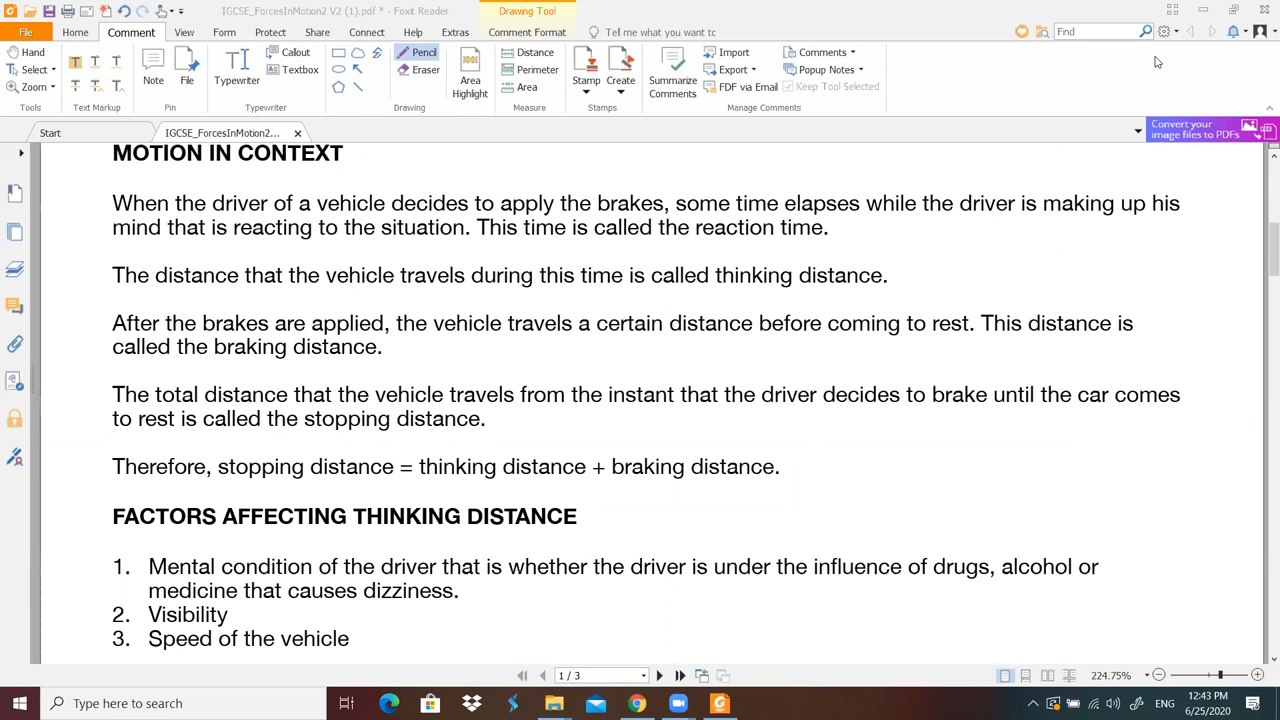 IGCSE_ForcesInMotion2 V2 (1).pdf * - Foxit Reader
Drawing Tool
File
Home
Comment
View
Form
Protect
Share
Connect
Help
Extras
Comment Format
Tell me what you want tc
Find
Hand
Select
Zoom
Tools
Text Markup
Note
File
Pin
Typewriter
Callout
Textbox
Typewriter
Pencil
Eraser
Drawing
Area
Highlight
Distance
Perimeter
Area
Measure
Stamp
Create
Stamps
Summarize
Comments
Import
Export
FDF via Email
Comments
Popup Notes
Keep Tool Selected
Manage Comments
Start
IGCSE_ForcesInMotion2...
Convert your
image files to PDFs
MOTION IN CONTEXT
When the driver of a vehicle decides to apply the brakes, some time elapses while the driver is making up his
mind that is reacting to the situation. This time is called the reaction time.
The distance that the vehicle travels during this time is called thinking distance.
After the brakes are applied, the vehicle travels a certain distance before coming to rest. This distance is
called the braking distance.
The total distance that the vehicle travels from the instant that the driver decides to brake until the car comes
to rest is called the stopping distance.
Therefore, stopping distance = thinking distance + braking distance.
FACTORS AFFECTING THINKING DISTANCE
1. Mental condition of the driver that is whether the driver is under the influence of drugs, alcohol or
medicine that causes dizziness.
2. Visibility
3. Speed of the vehicle
1 / 3
224.75%
Type here to search
ENG
12:43 PM
6/25/2020